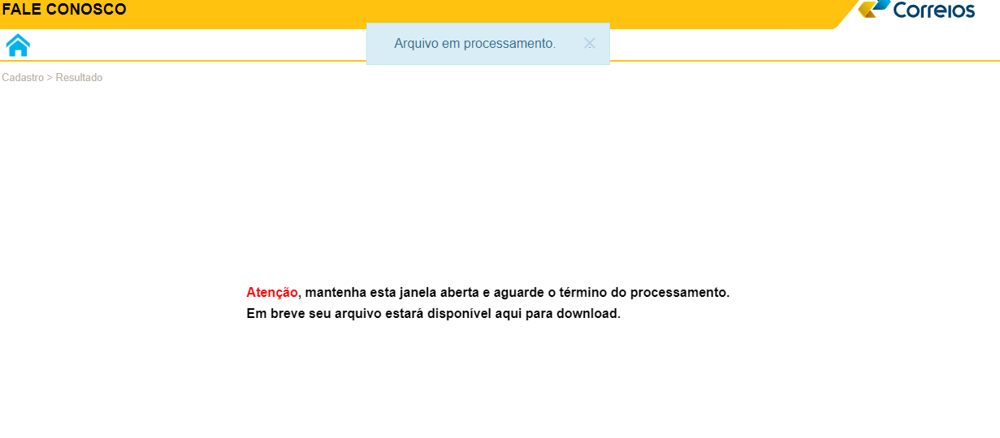 FALE CONOSCO
Correios
Arquivo em processamento.
Cadastro > Resultado
Atenção, mantenha esta janela aberta e aguarde o término do processamento.
Em breve seu arquivo estará disponível aqui para download.